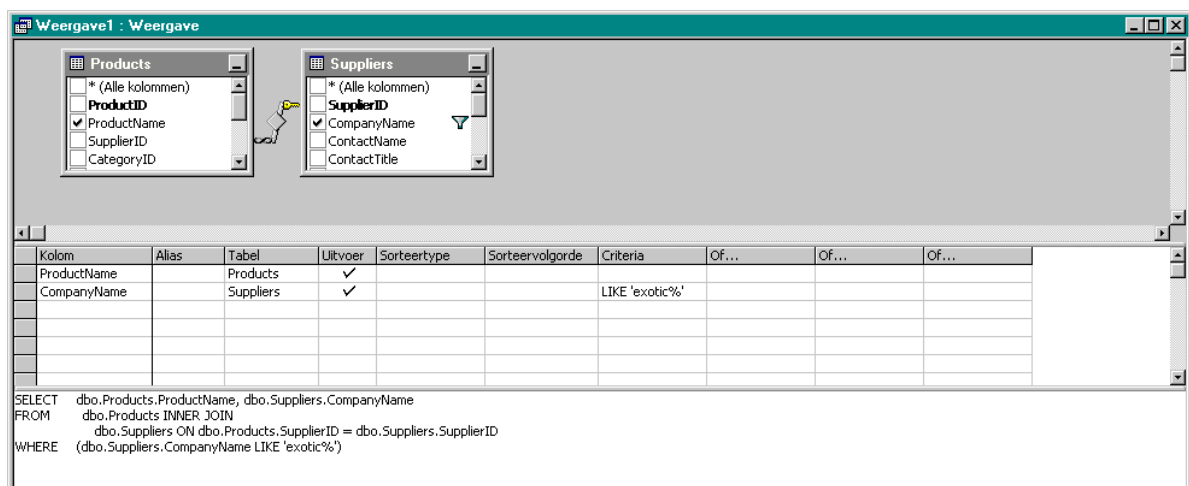 Weergave1 : Weergave
Products
* (Alle kolommen)
ProductID
ProductName
SupplierID
CategoryID
Suppliers
* (Alle kolommen)
SupplierID
CompanyName
ContactName
ContactTitle
Kolom Alias Tabel Uitvoer Sorteertype Sorteervolgorde Criteria Of... Of... Of...
ProductName Products
CompanyName Suppliers LIKE 'exotic%'
SELECT dbo.Products.ProductName, dbo.Suppliers.CompanyName
FROM dbo.Products INNER JOIN
dbo.Suppliers ON dbo.Products.SupplierID = dbo.Suppliers.SupplierID
WHERE (dbo.Suppliers.CompanyName LIKE 'exotic%')